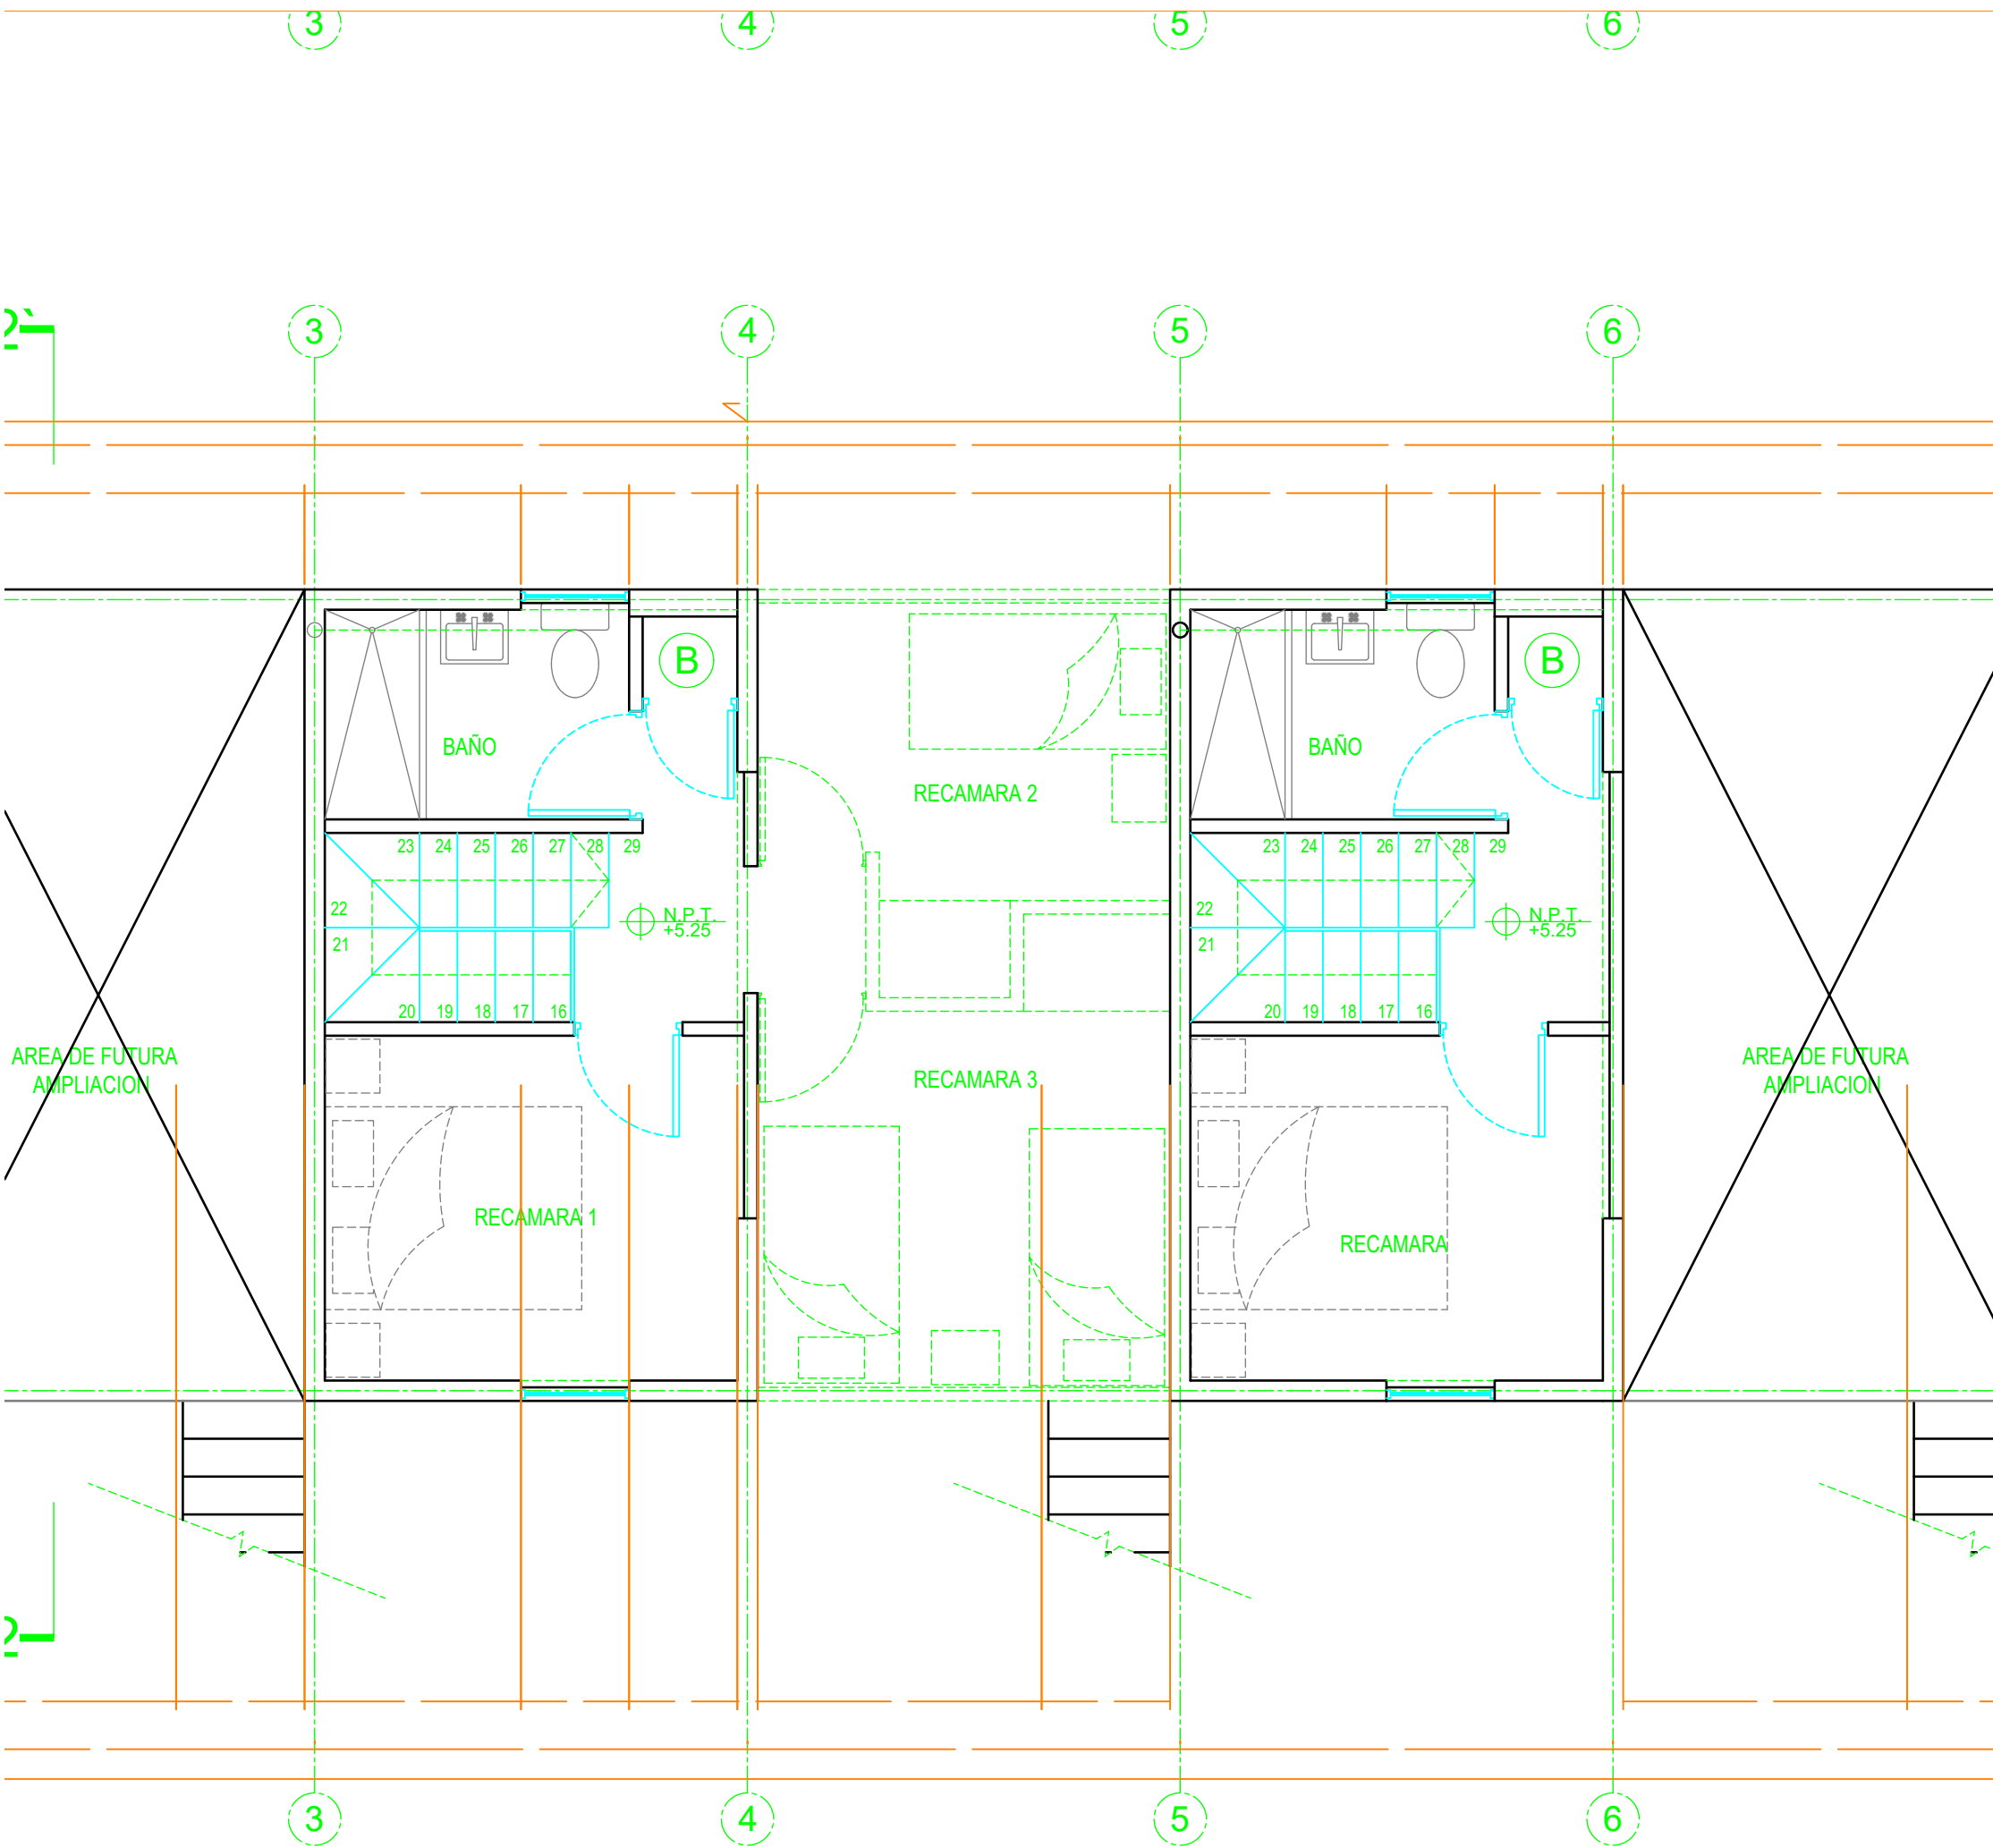 3 4 5 6
2`
3 4 5 6
B B
BAÑO BAÑO
RECAMARA 2
23 24 25 26 27 28 29
23 24 25 26 27 28 29
22 22
N.P.T. N.P.T.
+5.25 +5.25
21 21
20 19 18 17 16
20 19 18 17 16
AREA DE FUTURA
AMPLIACION
RECAMARA 3
AREA DE FUTURA
AMPLIACION
RECAMARA 1
RECAMARA
2
3 4 5 6